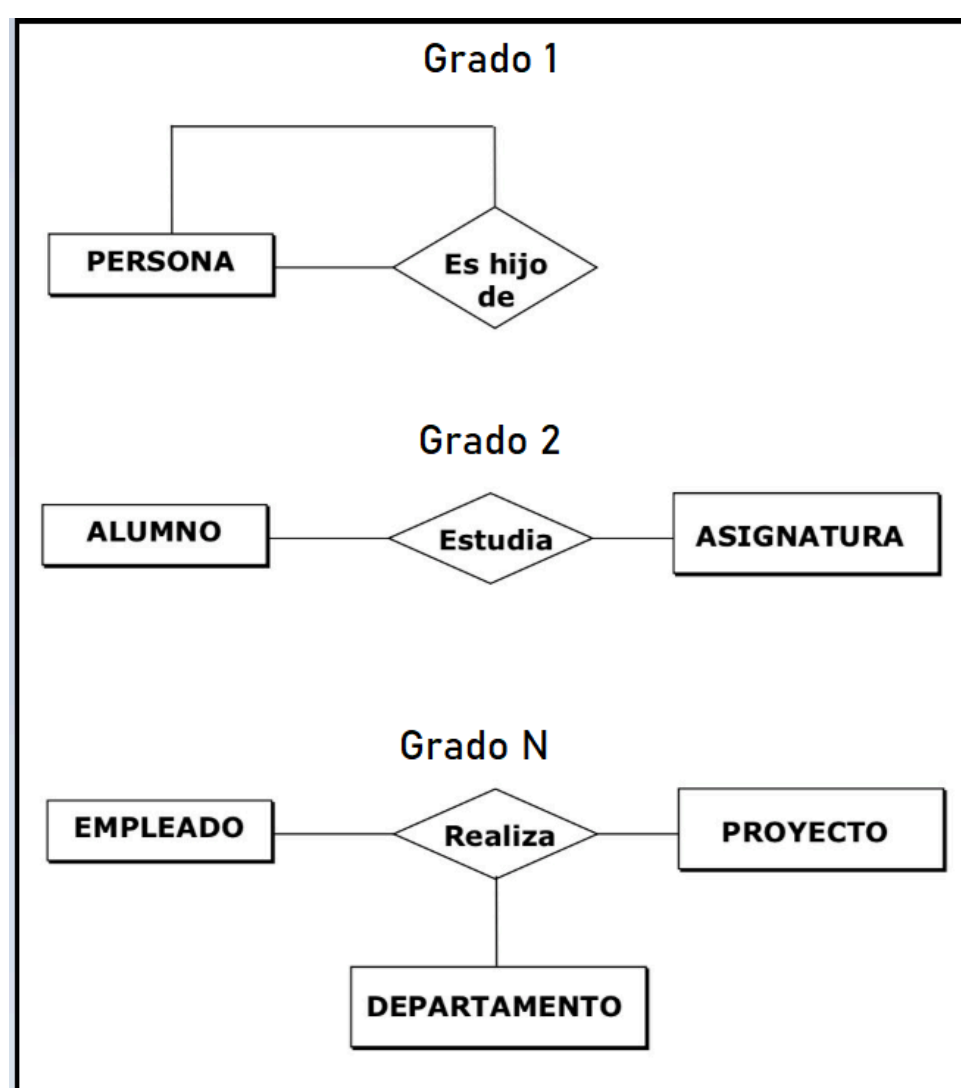 Grado 1
PERSONA
Es hijo
de
Grado 2
ALUMNO
Estudia
ASIGNATURA
Grado N
EMPLEADO
Realiza
PROYECTO
DEPARTAMENTO